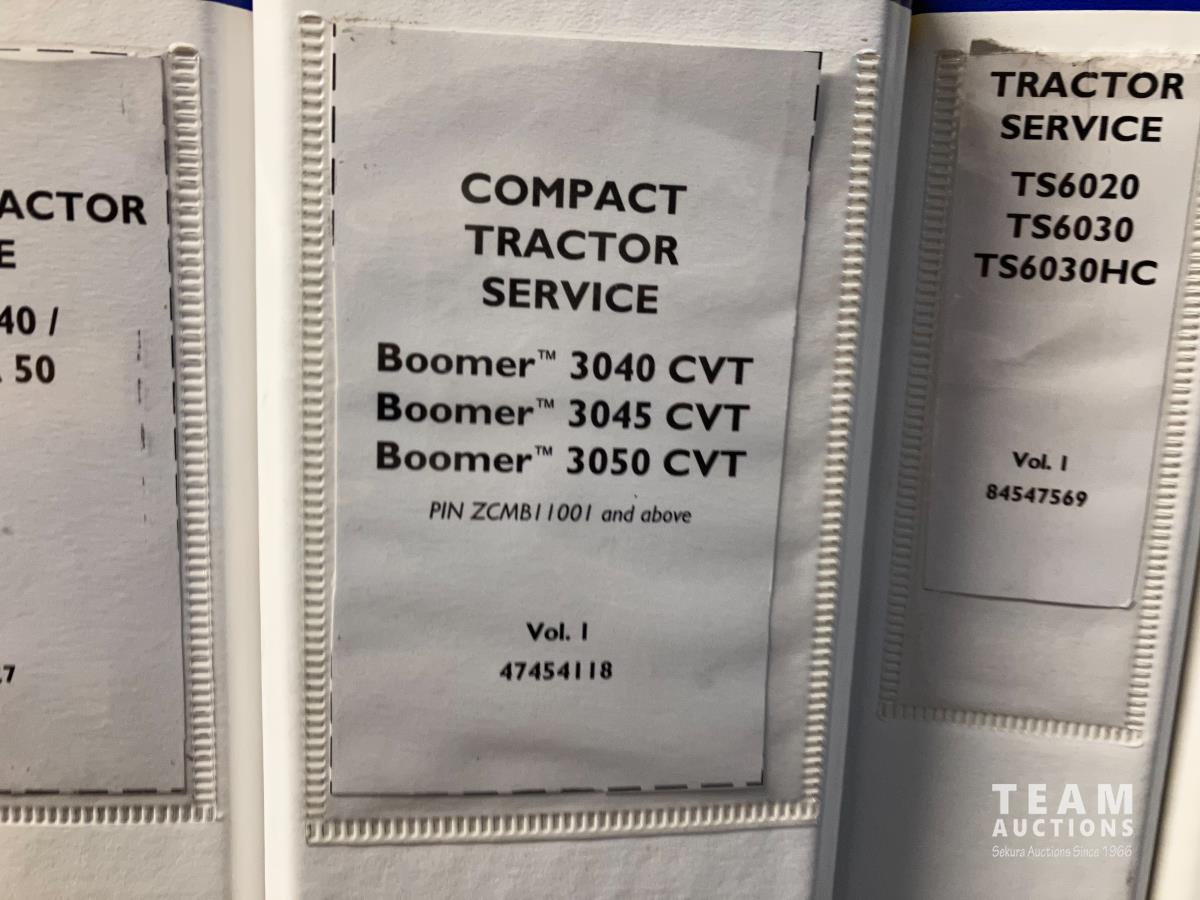 ACTOR
E
40 /
50
17
COMPACT
TRACTOR
SERVICE
Boomer™ 3040 CVT
Boomer™ 3045 CVT
Boomer™ 3050 CVT
PIN ZCMB11001 and above
Vol. 1
47454118
TRACTOR
SERVICE
TS6020
TS6030
TS6030HC
Vol. 1
84547569
TEAM
AUCTIONS
Sekura Auctions Since 1966